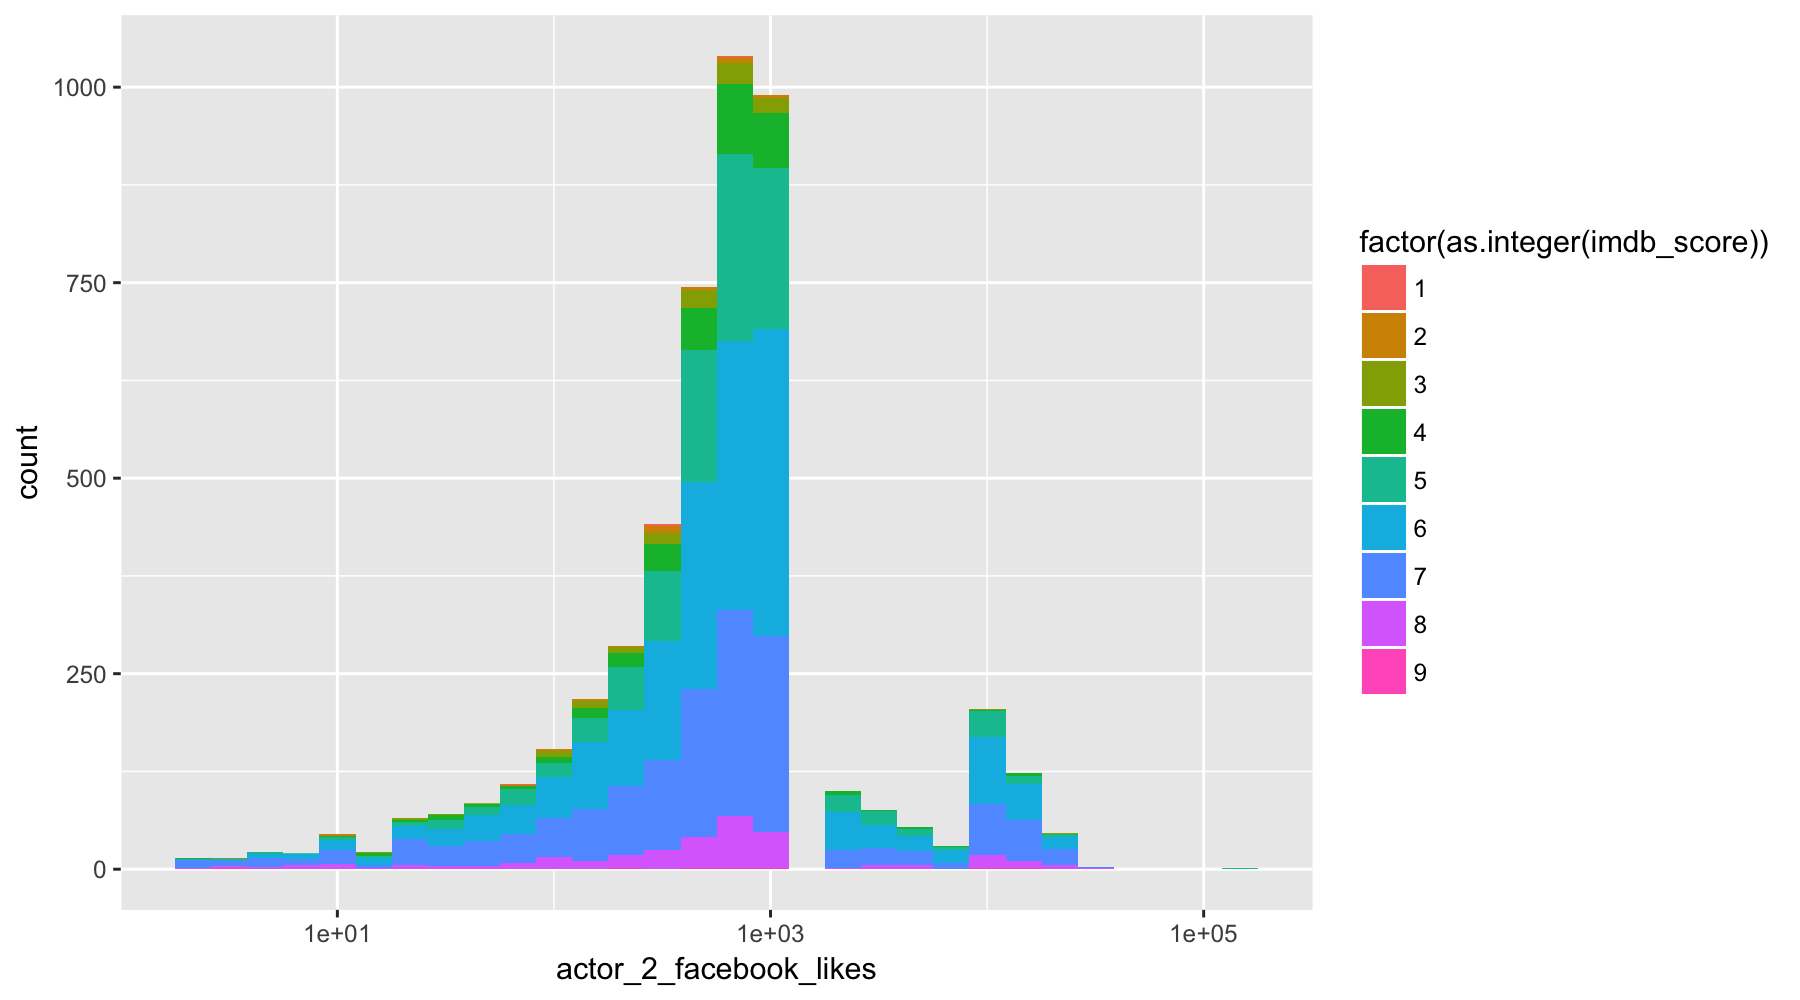 1000
750
500
250
0
count
1e+01
1e+03
1e+05
actor_2_facebook_likes
factor(as.integer(imdb_score))
1
2
3
4
5
6
7
8
9